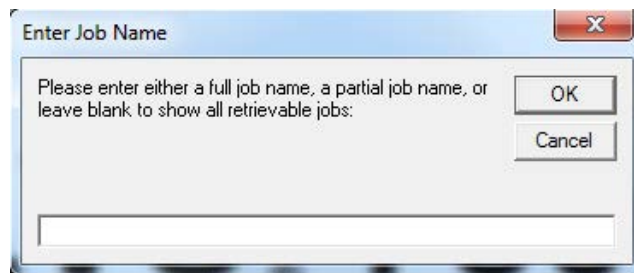 Enter Job Name
Please enter either a full job name, a partial job name, or
leave blank to show all retrievable jobs:
OK
Cancel